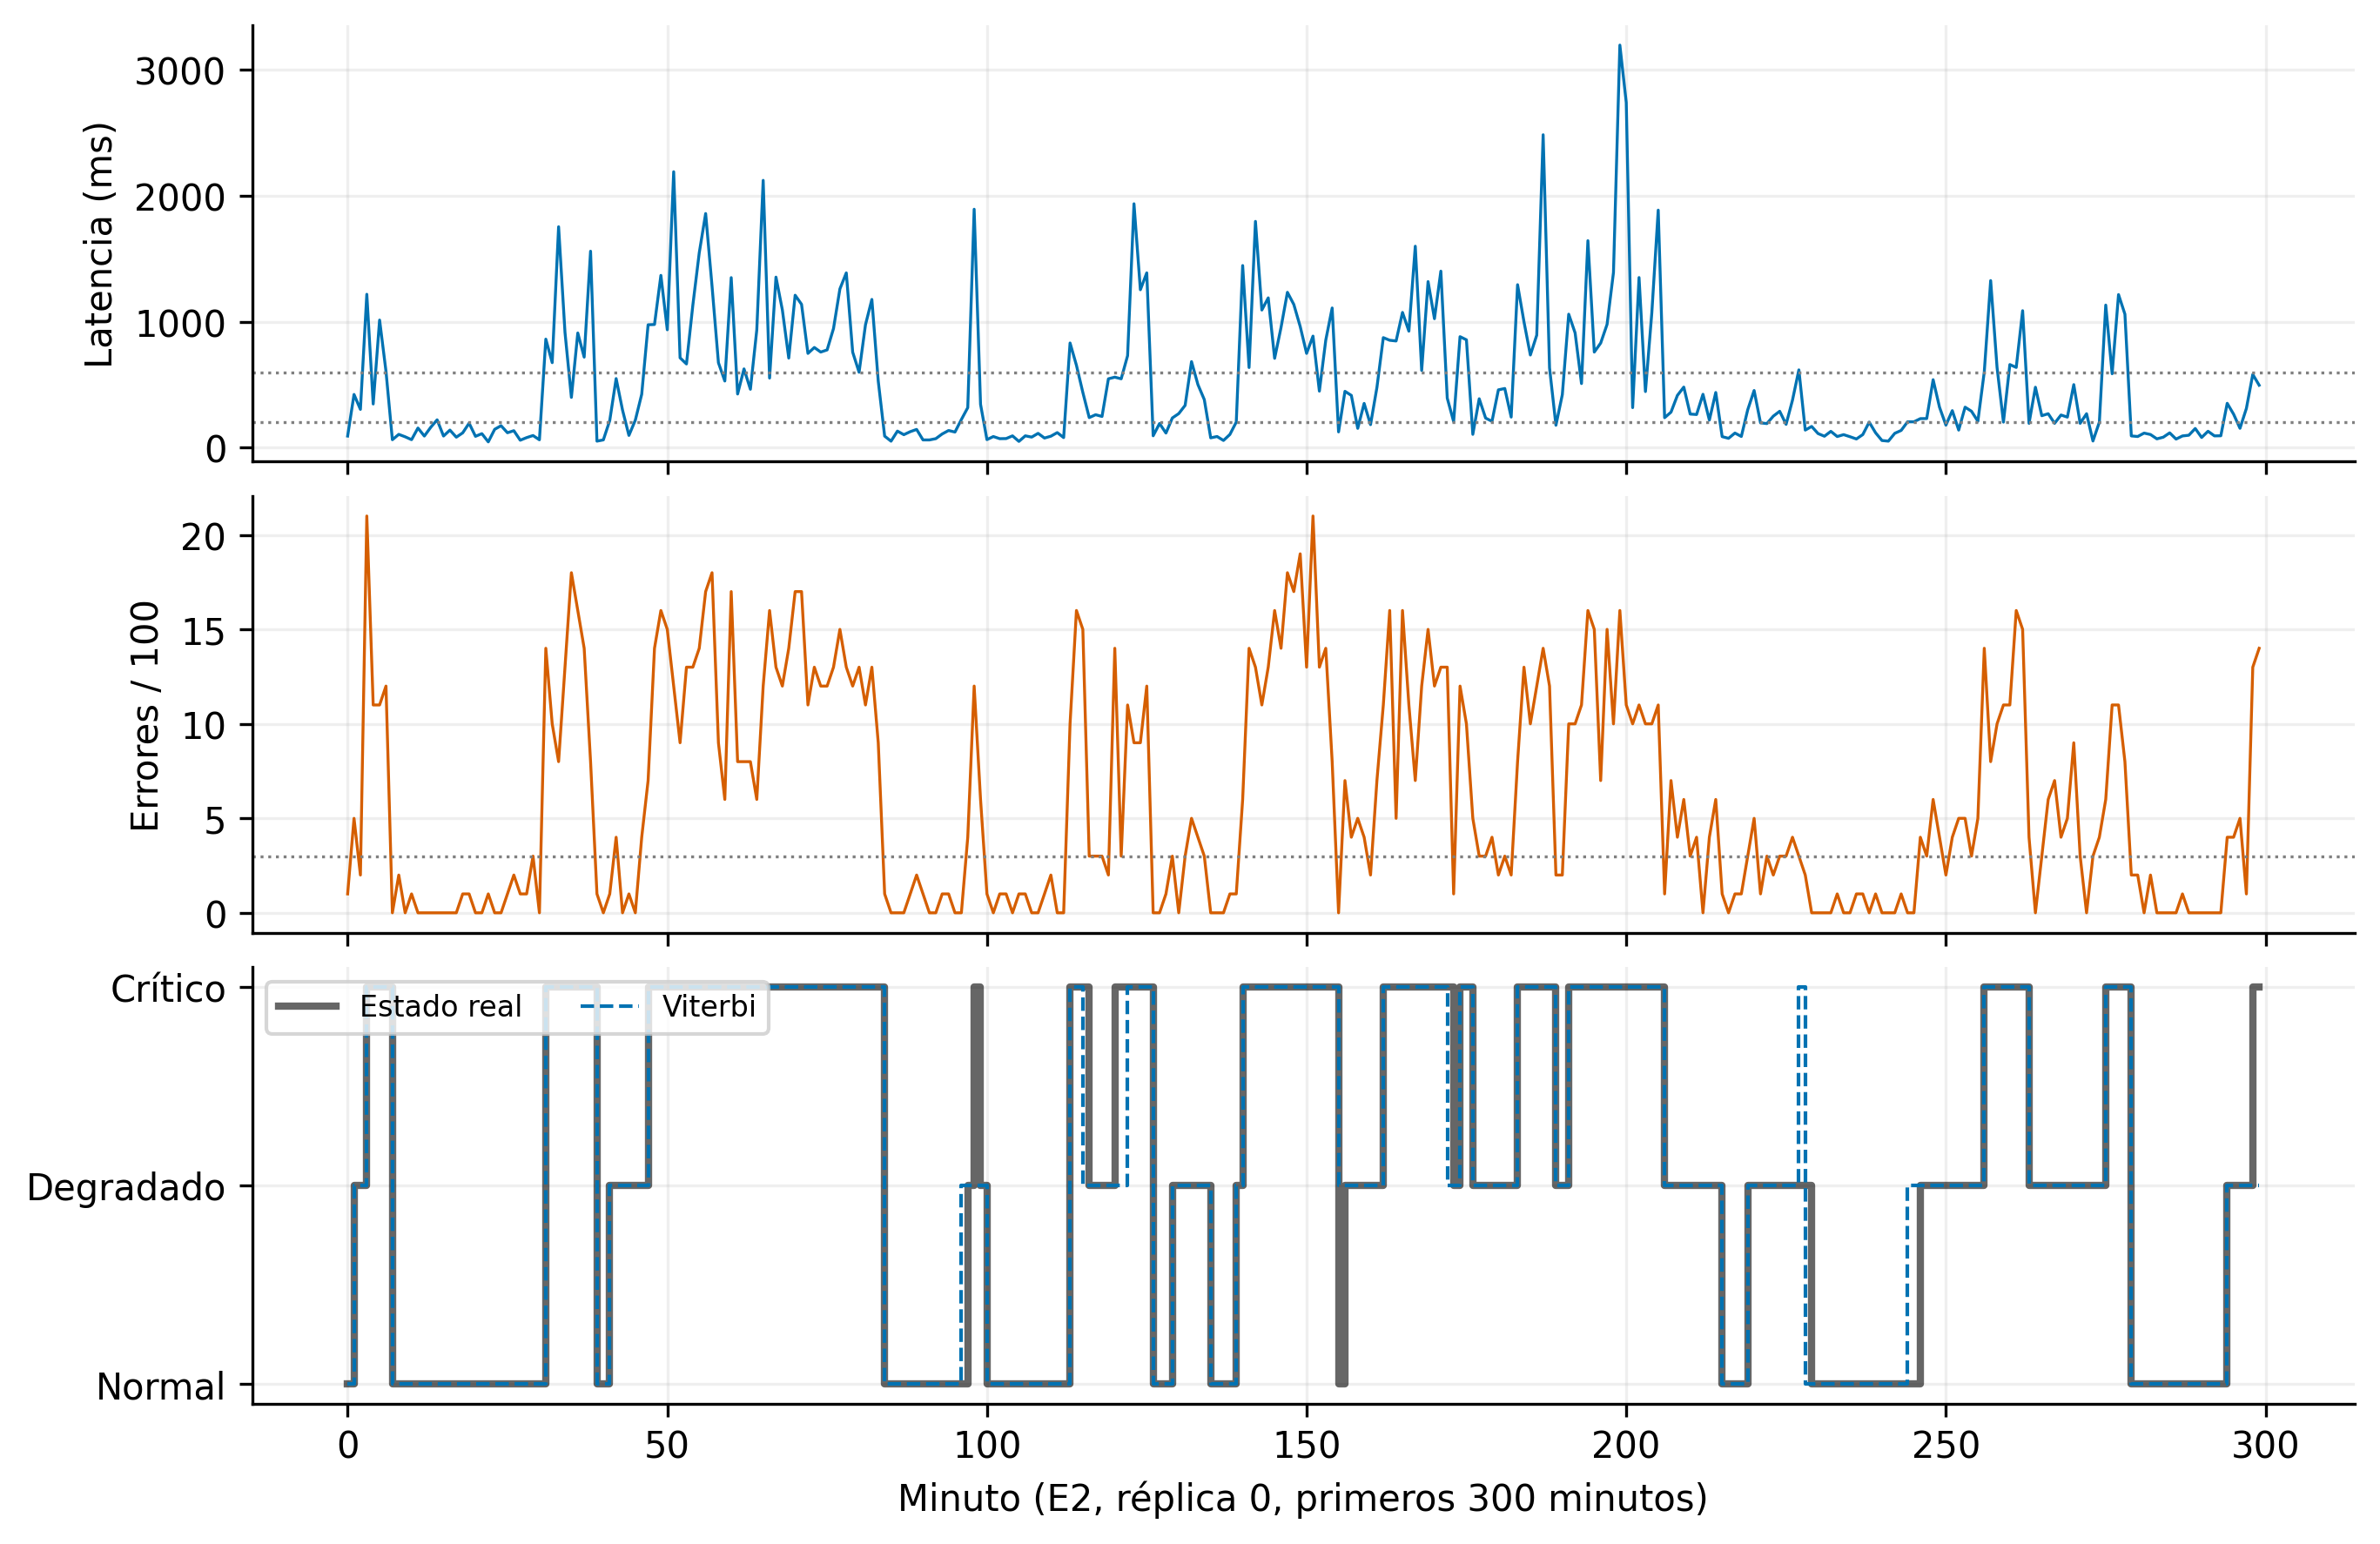 Latencia (ms)
3000
2000
1000
0
Errores / 100
20
15
10
5
0
Estado real
Viterbi
Crítico
Degradado
Normal
0 50 100 150 200 250 300
Minuto (E2, réplica 0, primeros 300 minutos)